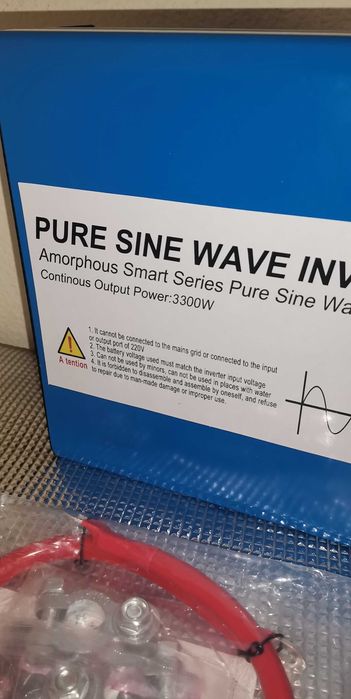 PURE SINE WAVE INV
Amorphous Smart Series Pure Sine Wa
Continous Output Power:3300W
1. It cannot be connected to the mains grid or connected to the input
or output port of 220V
2. The battery voltage used must match the inverter input voltage
3. Can not be used by minors, can not be used in places with water
4. It is forbidden to disassemble and assemble by oneself, and refuse
to repair due to man-made damage or improper use.
A tention